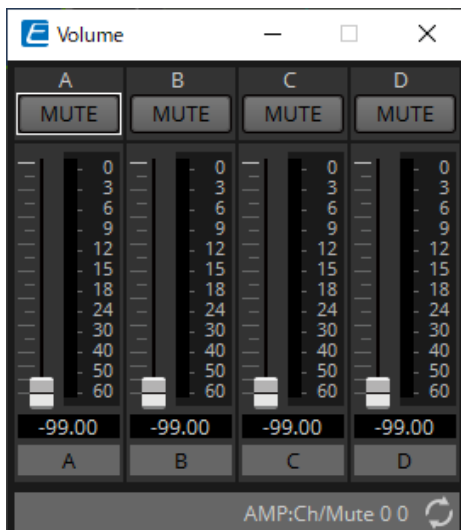 Volume
A B C D
MUTE MUTE MUTE MUTE
0 0 0 0
3 3 3 3
6 6 6 6
9 9 9 9
12 12 12 12
15 15 15 15
18 18 18 18
24 24 24 24
30 30 30 30
40 40 40 40
50 50 50 50
60 60 60 60
-99.00 -99.00 -99.00 -99.00
A B C D
AMP:Ch/Mute 0 0